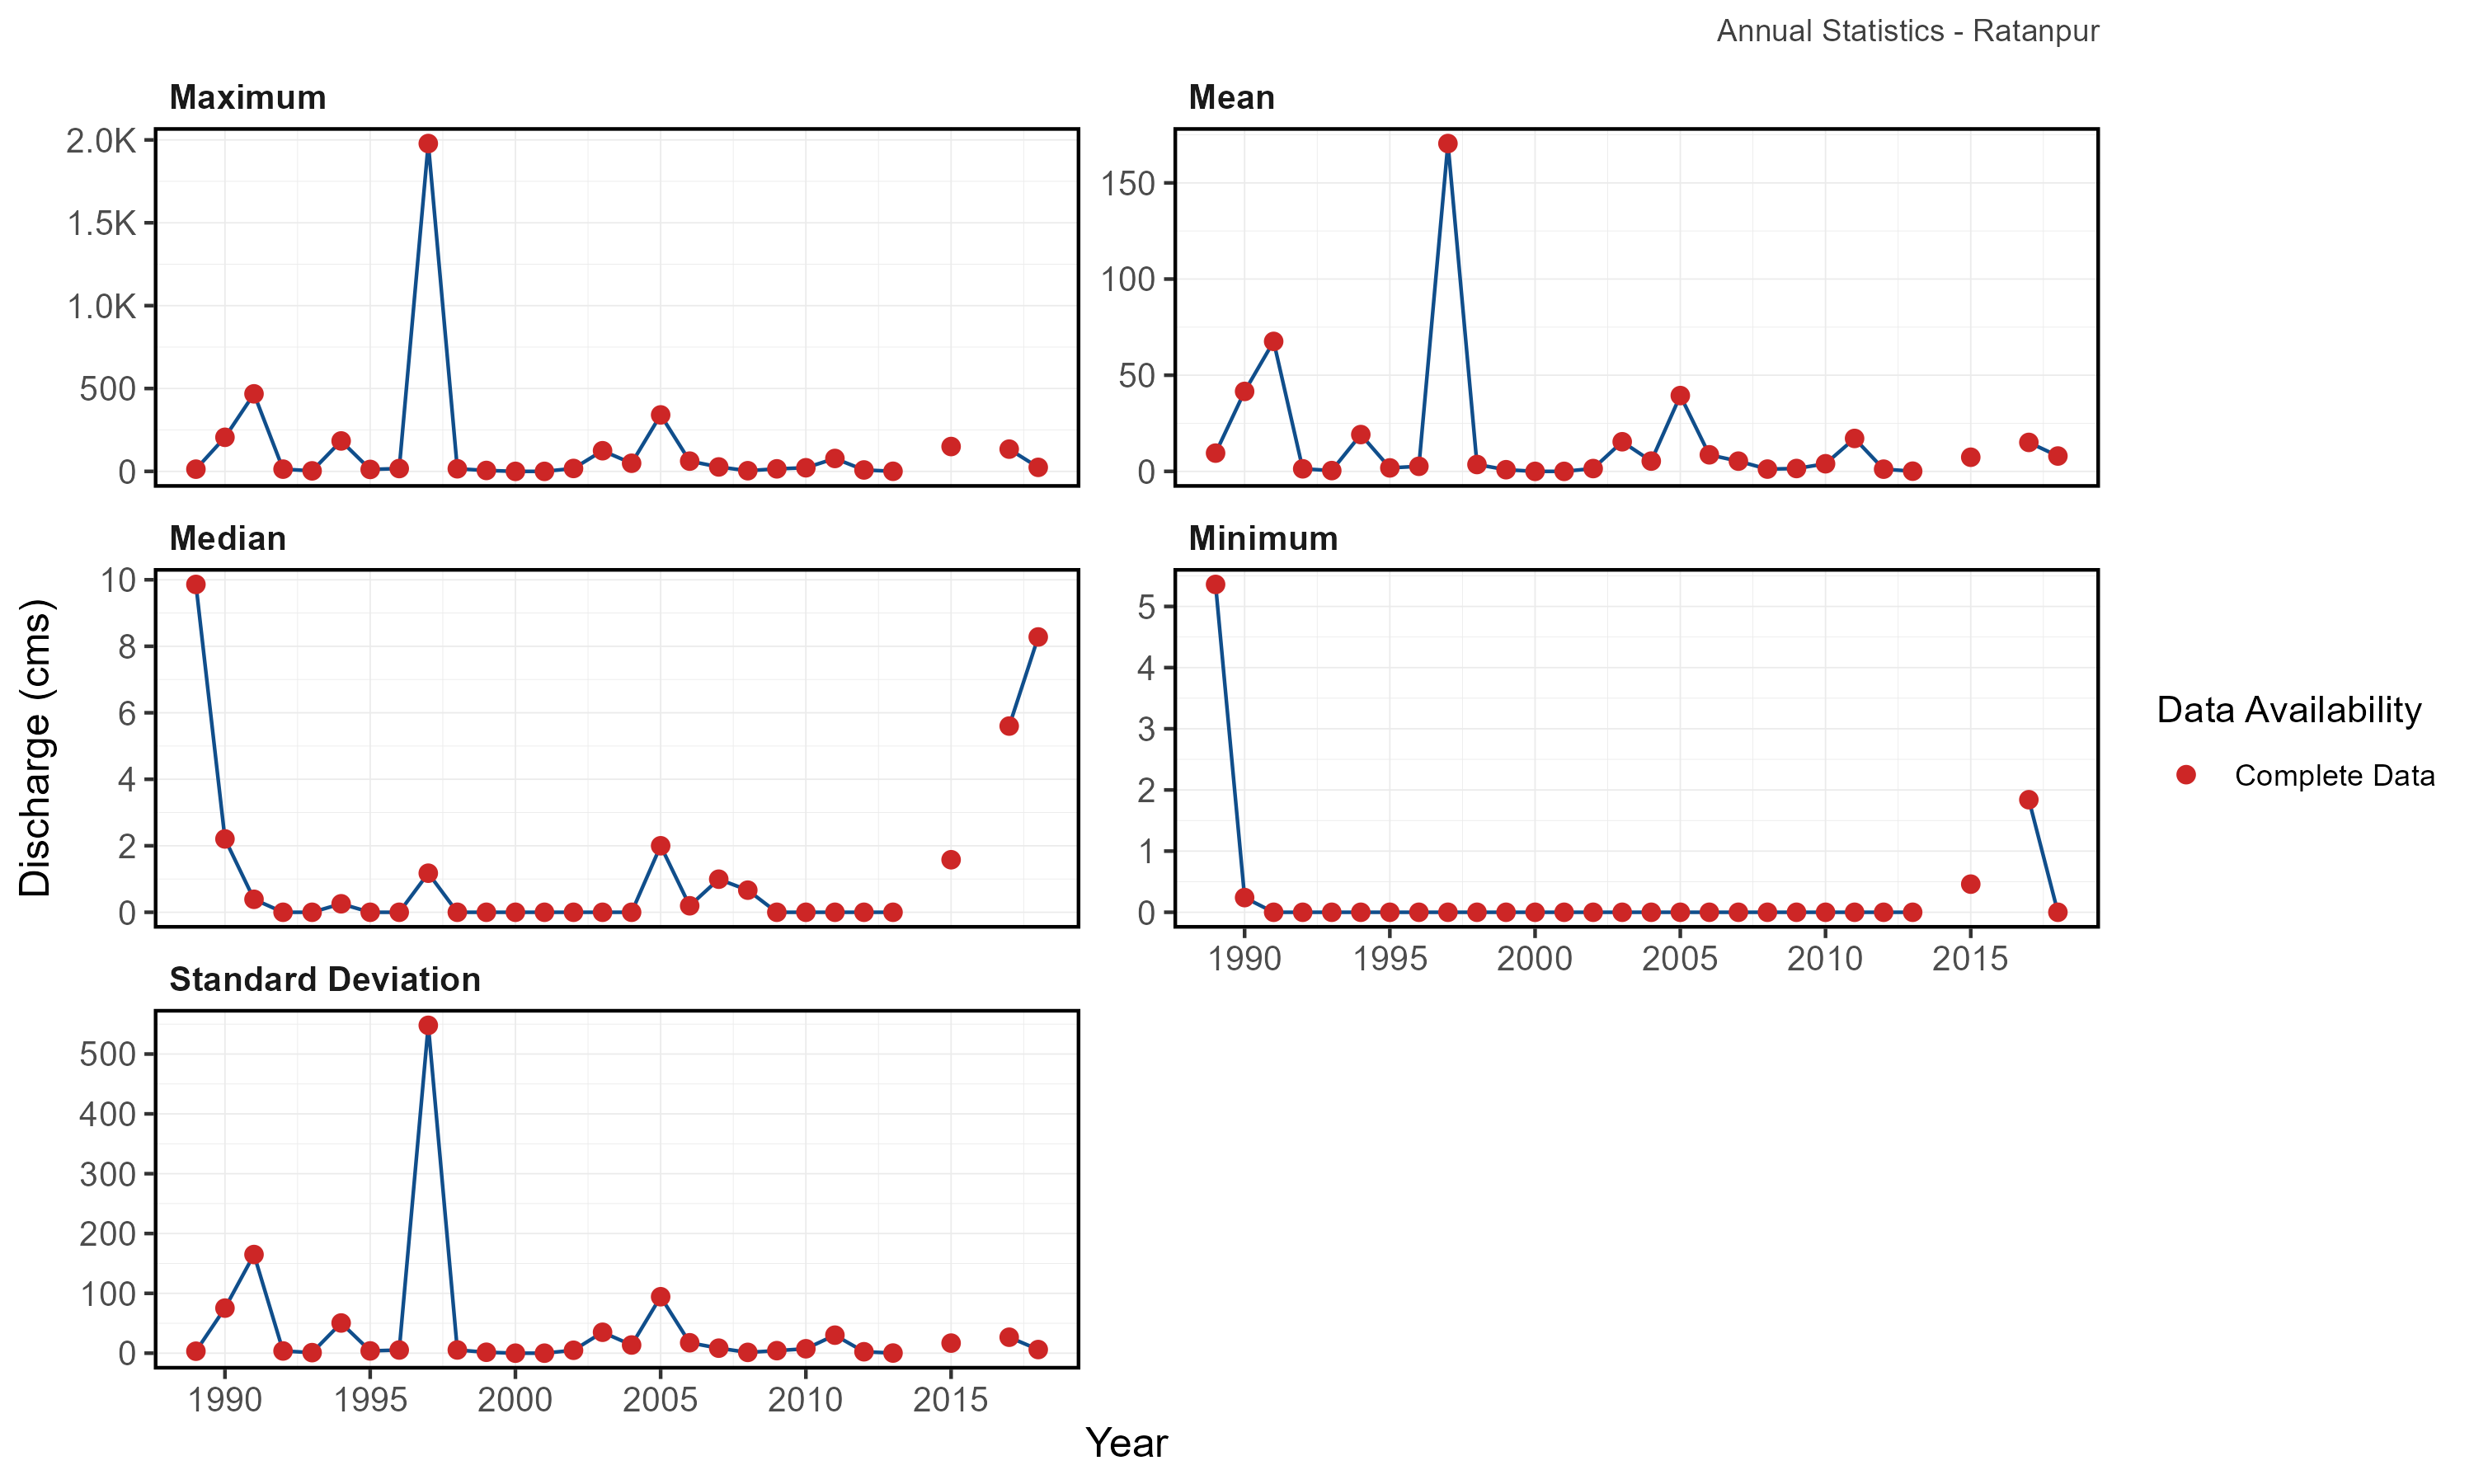 Annual Statistics - Ratanpur
Maximum
2.0K
1.5K
1.0K
500
0
Mean
150
100
50
0
Median
10
8
6
4
2
0
Minimum
5
4
3
2
1
0
1990 1995 2000 2005 2010 2015
Standard Deviation
500
400
300
200
100
0
1990 1995 2000 2005 2010 2015
Discharge (cms)
Year
Data Availability
Complete Data